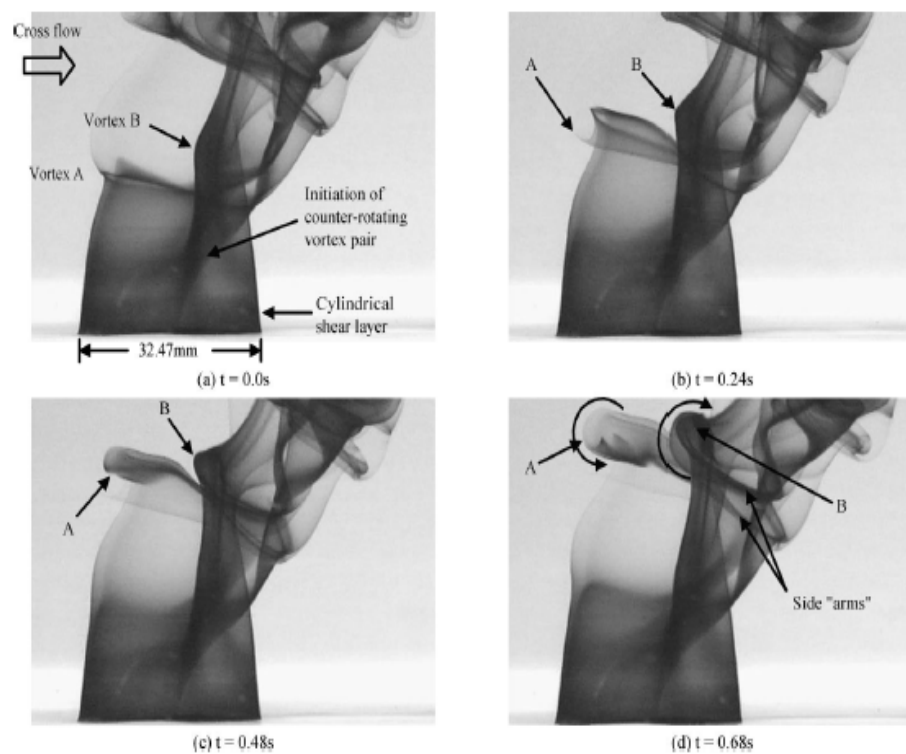 Cross flow
Vortex B
Vortex A
Initiation of
counter-rotating
vortex pair
Cylindrical
shear layer
32.47mm
(a) t = 0.0s
A
B
(b) t = 0.24s
B
A
(c) t = 0.48s
A
B
Side "arms"
(d) t = 0.68s